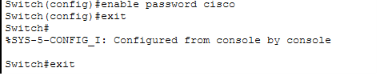 Switch(config)#enable password cisco
Switch(config)#exit
Switch#
%SYS-5-CONFIG_I: Configured from console by console
Switch#exit